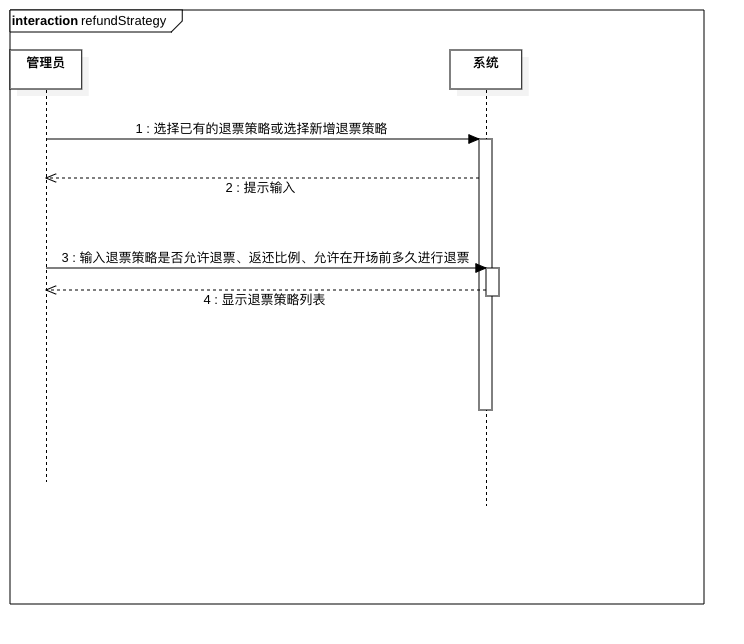 interaction refundStrategy
管理员
系统
1 : 选择已有的退票策略或选择新增退票策略
2 : 提示输入
3 : 输入退票策略是否允许退票、返还比例、允许在开场前多久进行退票
4 : 显示退票策略列表